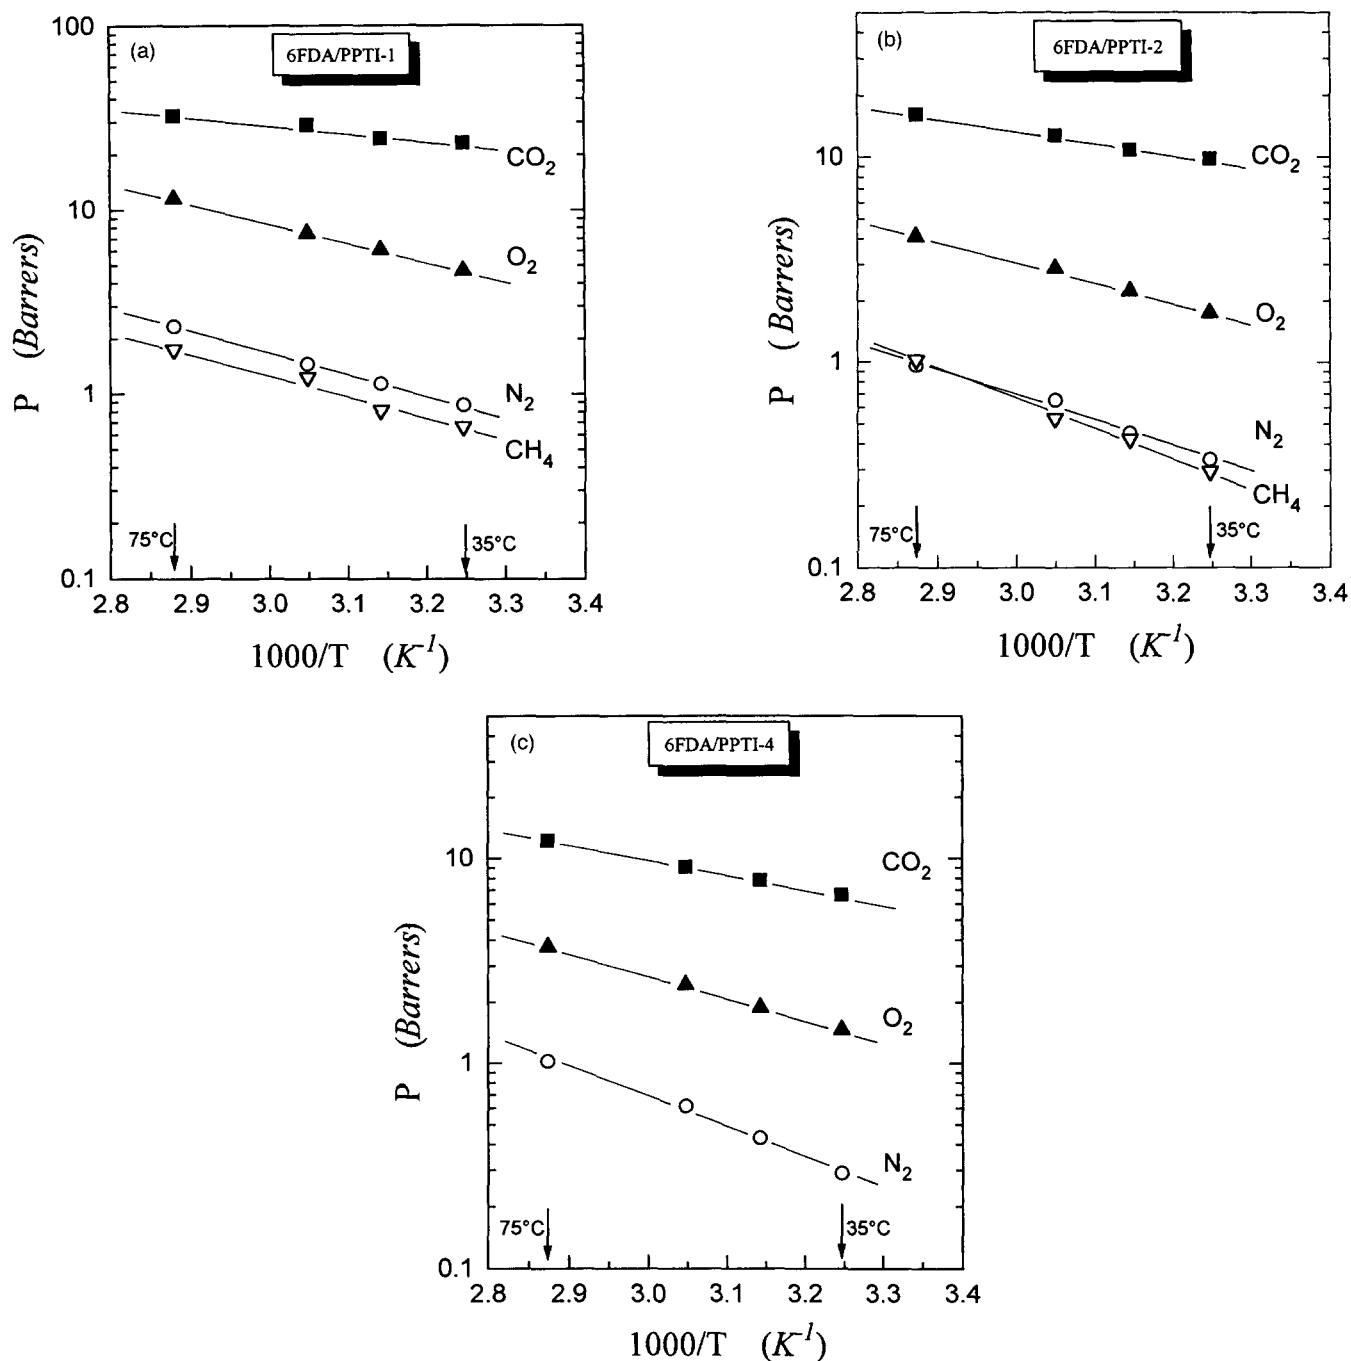 (a)
6FDA/PPTI-1
100
10
1
0.1
P (Barrers)
CO2
O2
N2
CH4
75°C
35°C
2.8 2.9 3.0 3.1 3.2 3.3 3.4
1000/T (K-1)
(b)
6FDA/PPTI-2
10
1
0.1
P (Barrers)
CO2
O2
N2
CH4
75°C
35°C
2.8 2.9 3.0 3.1 3.2 3.3 3.4
1000/T (K-1)
(c)
6FDA/PPTI-4
10
1
0.1
P (Barrers)
CO2
O2
N2
75°C
35°C
2.8 2.9 3.0 3.1 3.2 3.3 3.4
1000/T (K-1)